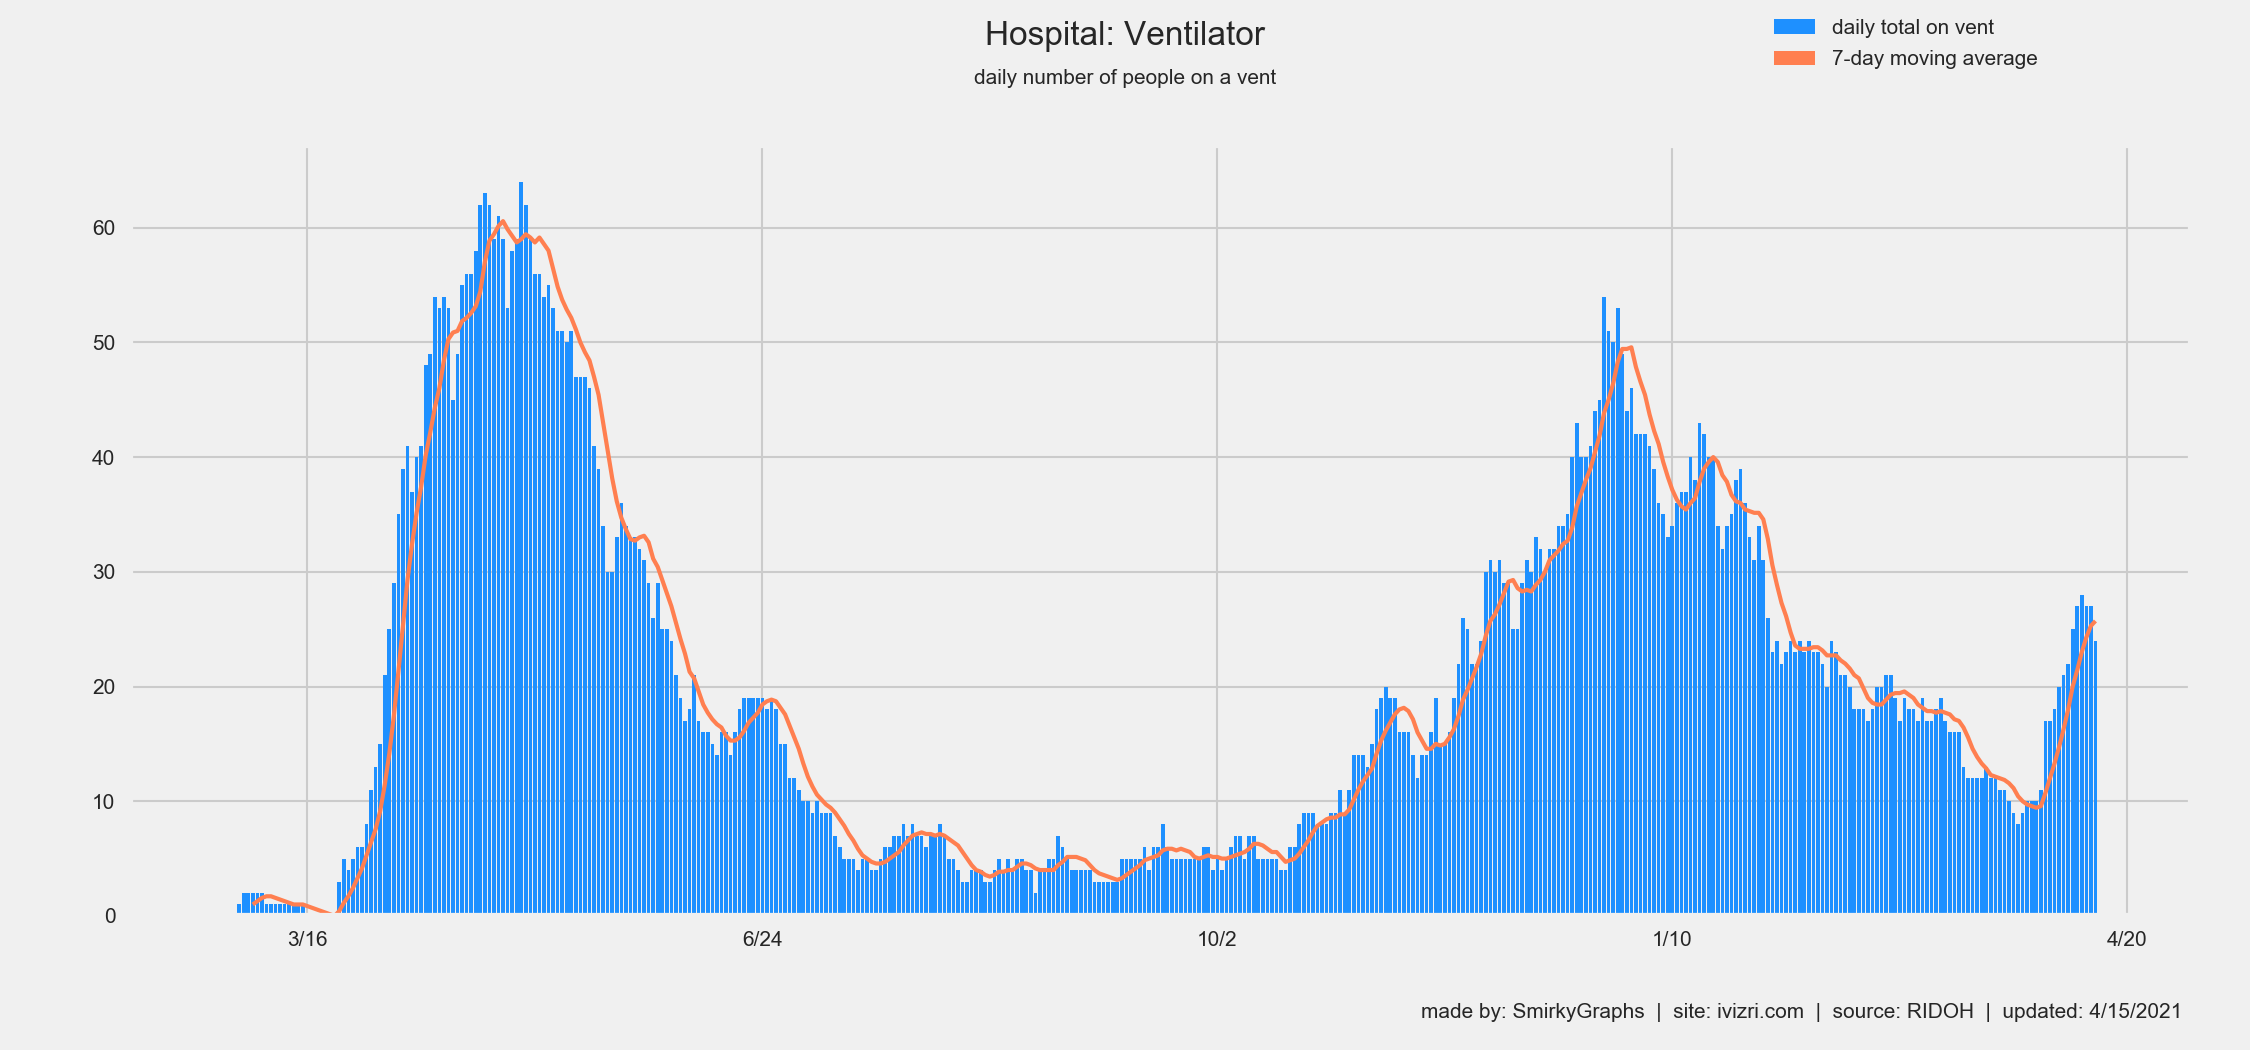 Hospital: Ventilator
daily number of people on a vent
daily total on vent
7-day moving average
60
50
40
30
20
10
0
3/16 6/24 10/2 1/10 4/20
made by: SmirkyGraphs | site: ivizri.com | source: RIDOH | updated: 4/15/2021